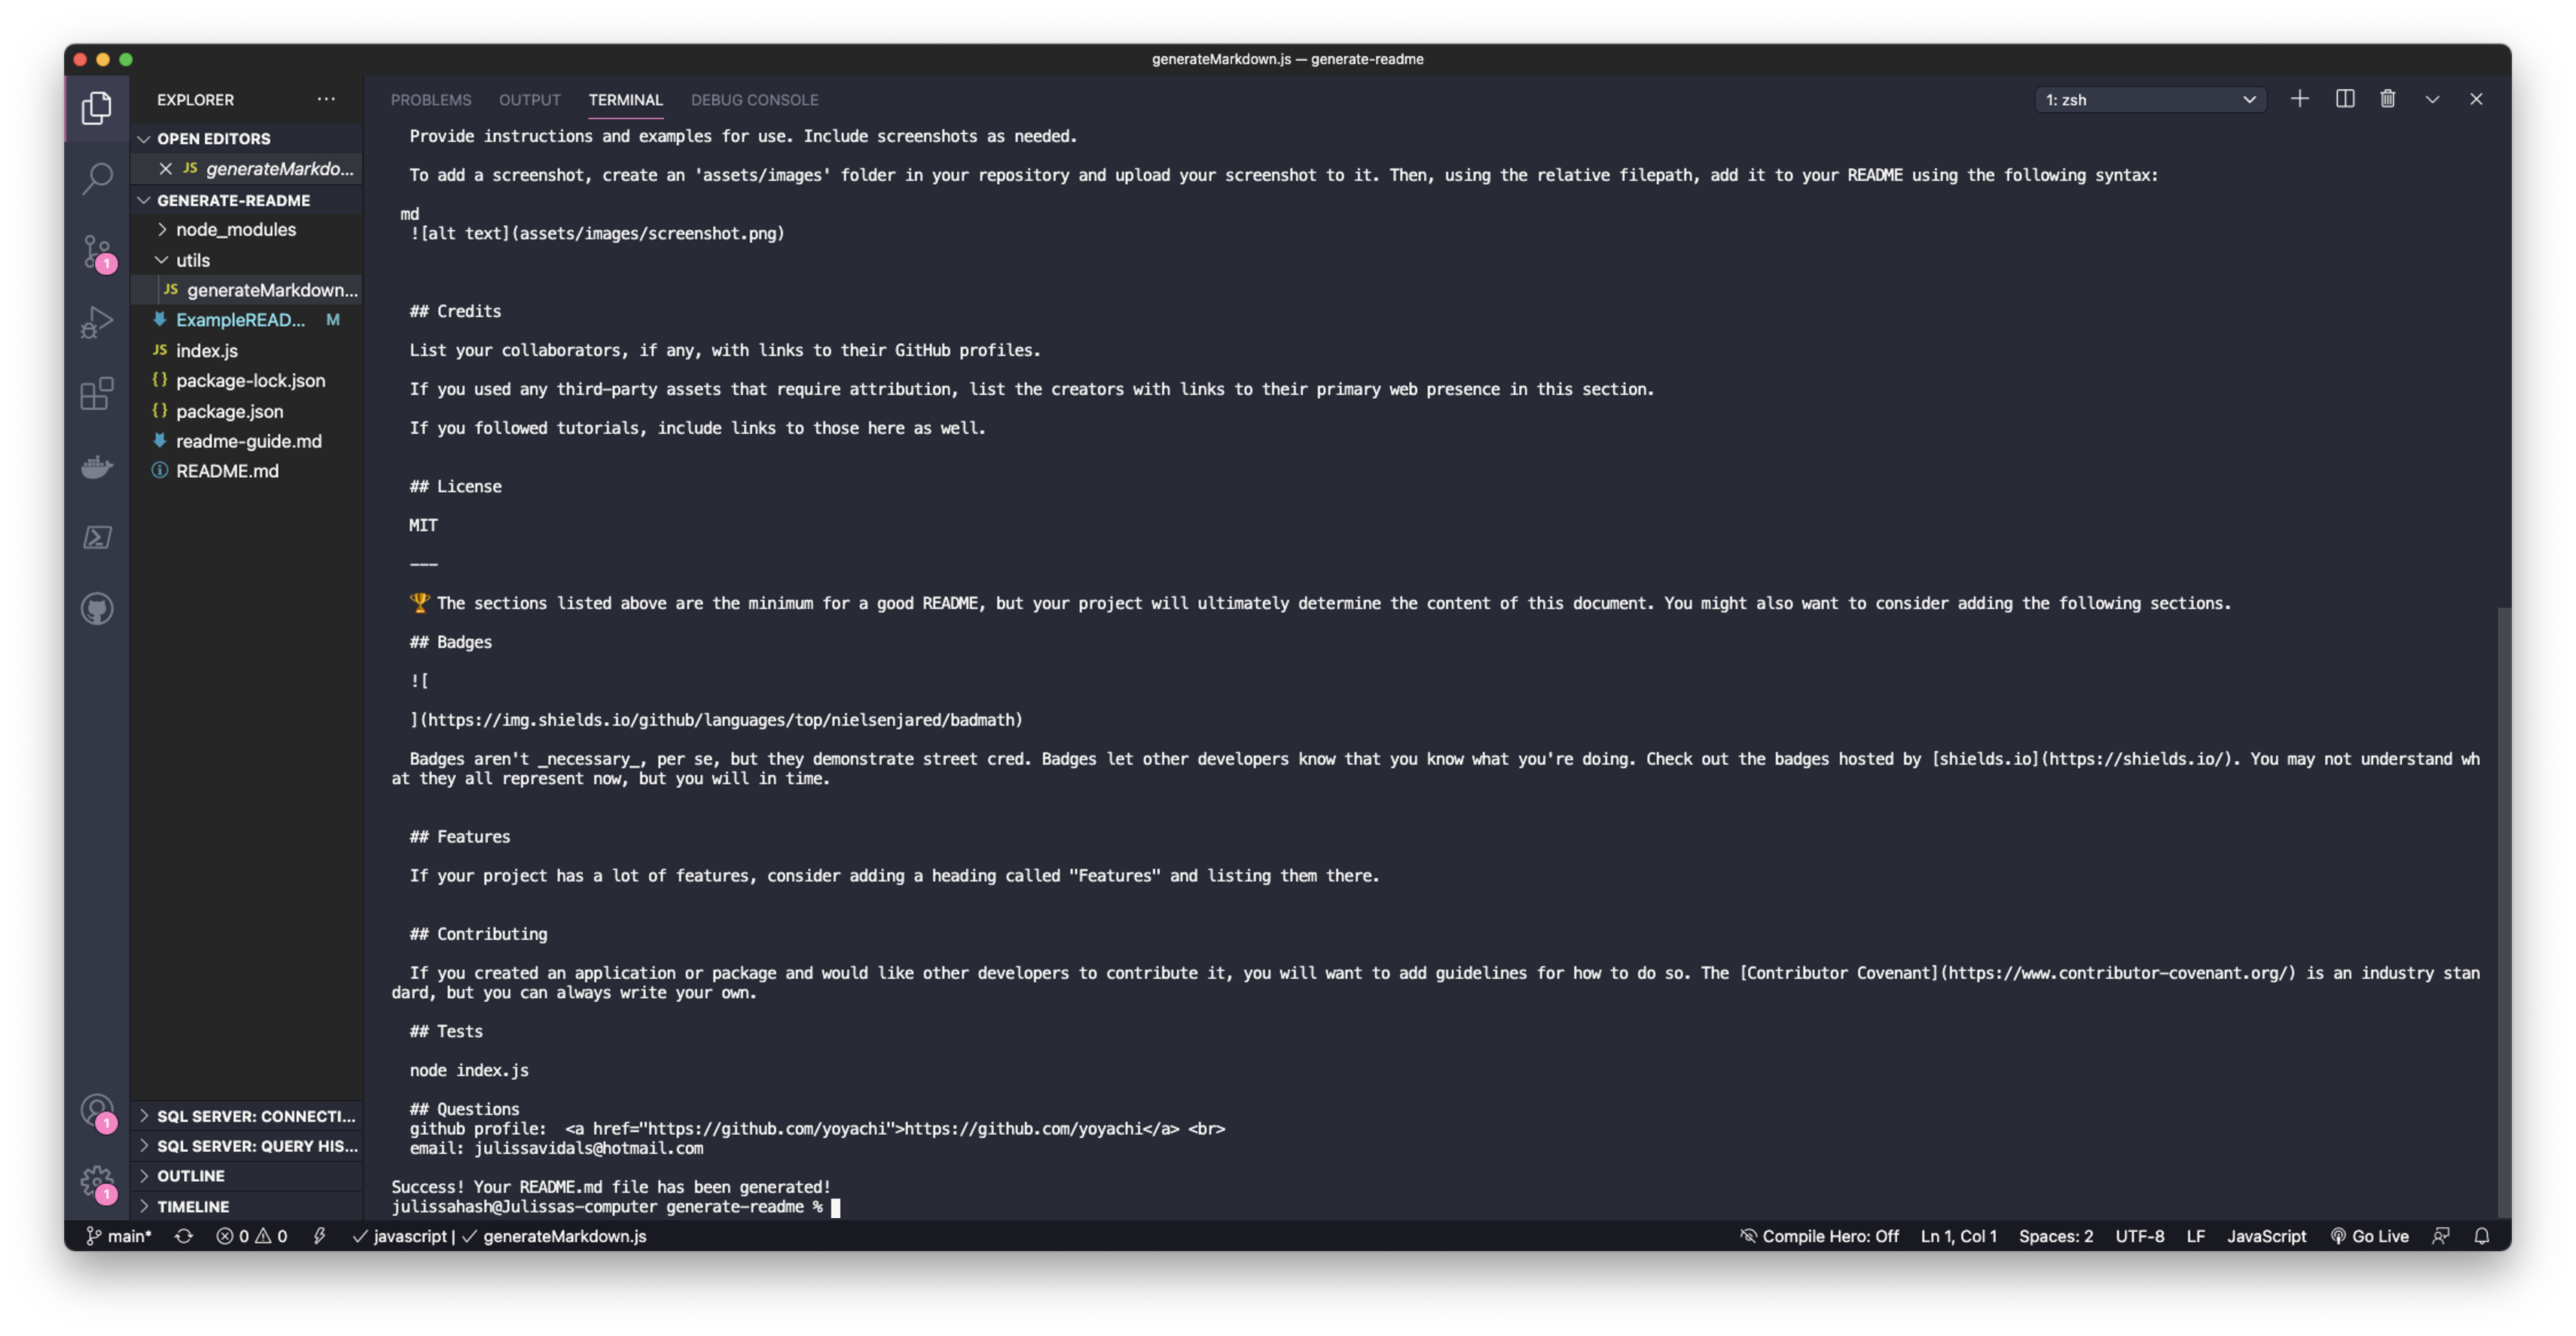 generateMarkdown.js — generate-readme
EXPLORER
OPEN EDITORS
JS generateMarkdo...
GENERATE-README
node_modules
utils
JS generateMarkdown...
ExampleREAD... M
JS index.js
{} package-lock.json
{} package.json
readme-guide.md
README.md
SQL SERVER: CONNECTI...
SQL SERVER: QUERY HIS...
OUTLINE
TIMELINE
1
1
1
PROBLEMS OUTPUT TERMINAL DEBUG CONSOLE
1: zsh
Provide instructions and examples for use. Include screenshots as needed.
To add a screenshot, create an 'assets/images' folder in your repository and upload your screenshot to it. Then, using the relative filepath, add it to your README using the following syntax:
md
![alt text](assets/images/screenshot.png)
## Credits
List your collaborators, if any, with links to their GitHub profiles.
If you used any third-party assets that require attribution, list the creators with links to their primary web presence in this section.
If you followed tutorials, include links to those here as well.
## License
MIT
---
🏆 The sections listed above are the minimum for a good README, but your project will ultimately determine the content of this document. You might also want to consider adding the following sections.
## Badges
![
](https://img.shields.io/github/languages/top/nielsenjared/badmath)
Badges aren't _necessary_, per se, but they demonstrate street cred. Badges let other developers know that you know what you're doing. Check out the badges hosted by [shields.io](https://shields.io/). You may not understand wh
at they all represent now, but you will in time.
## Features
If your project has a lot of features, consider adding a heading called "Features" and listing them there.
## Contributing
If you created an application or package and would like other developers to contribute it, you will want to add guidelines for how to do so. The [Contributor Covenant](https://www.contributor-covenant.org/) is an industry stan
dard, but you can always write your own.
## Tests
node index.js
## Questions
github profile:  <a href="https://github.com/yoyachi">https://github.com/yoyachi</a> <br>
email: julissavidals@hotmail.com
Success! Your README.md file has been generated!
julissahash@Julissas-computer generate-readme %
main* 0 0 javascript | generateMarkdown.js
Compile Hero: Off Ln 1, Col 1 Spaces: 2 UTF-8 LF JavaScript Go Live